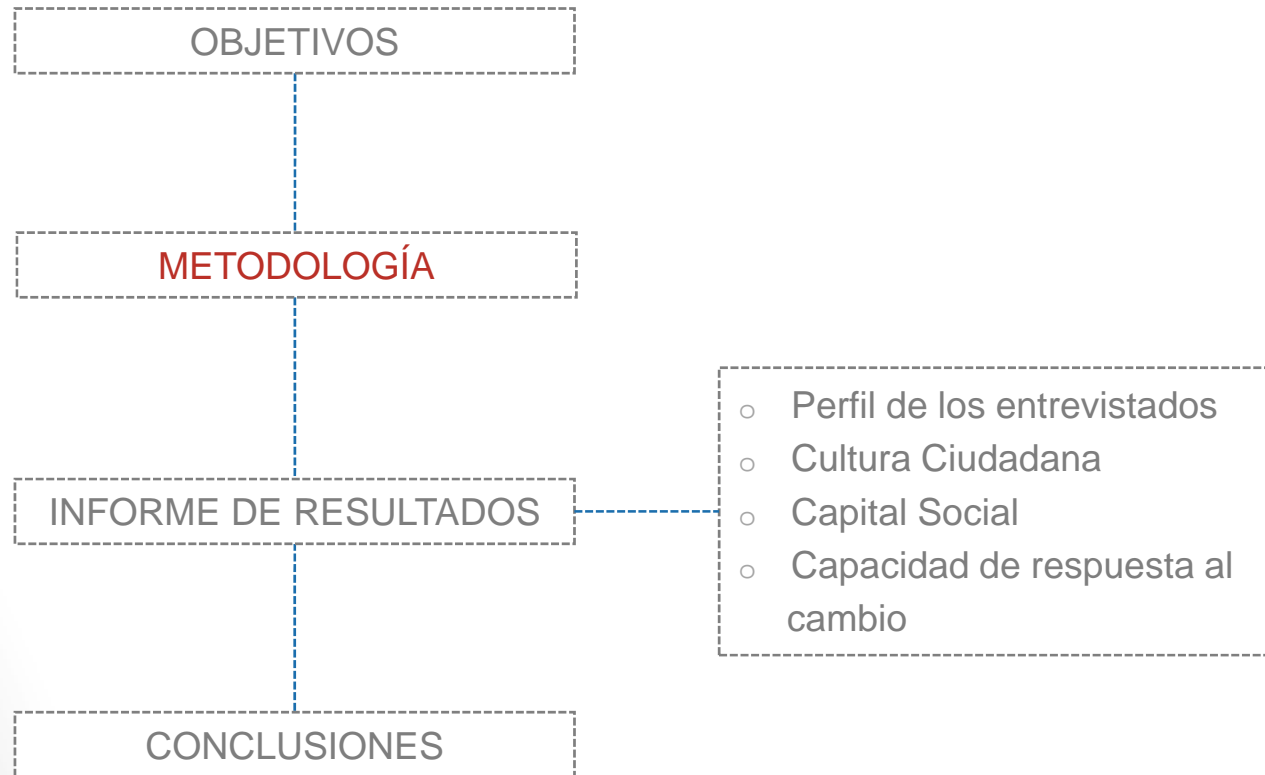 OBJETIVOS
METODOLOGÍA
INFORME DE RESULTADOS
o Perfil de los entrevistados
o Cultura Ciudadana
o Capital Social
o Capacidad de respuesta al
cambio
CONCLUSIONES